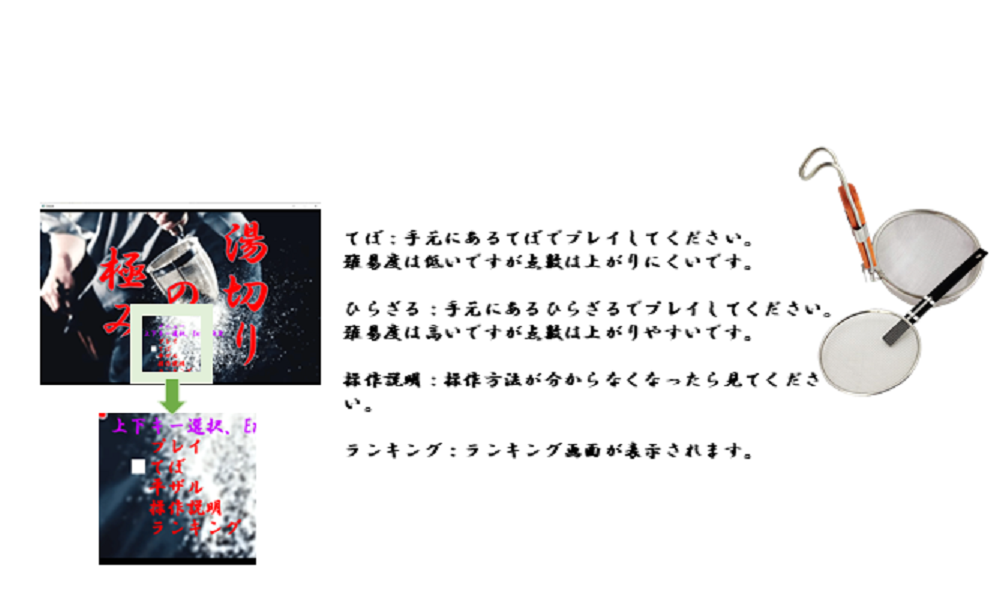 湯切り
の
極み
上下キー選択、En
プレイ
てぼ
平ザル
操作説明
ランキング
てぼ：手元にあるてぼでプレイしてください。
難易度は低いですが点数は上がりにくいです。
ひらざる：手元にあるひらざるでプレイしてください。
難易度は高いですが点数は上がりやすいです。
操作説明：操作方法が分からなくなったら見てくださ
い。
ランキング：ランキング画面が表示されます。